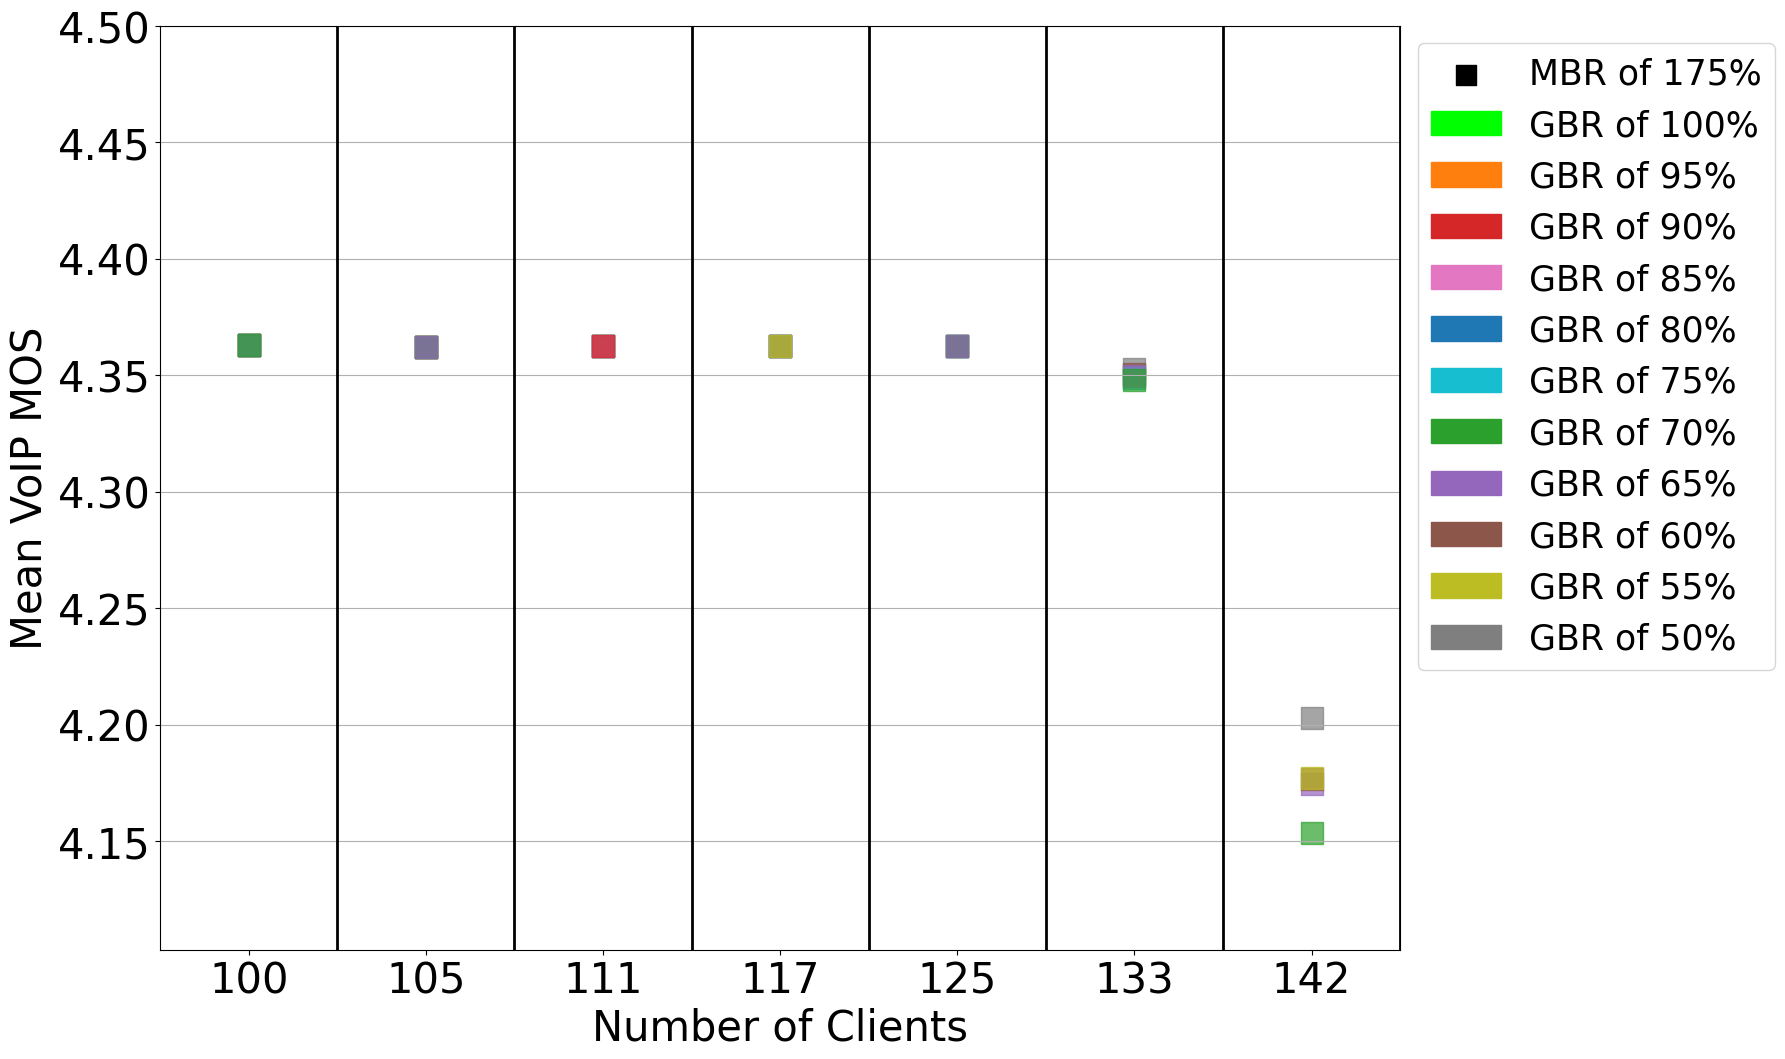 Mean VoIP MOS
4.50
4.45
4.40
4.35
4.30
4.25
4.20
4.15
100 105 111 117 125 133 142
Number of Clients
MBR of 175%
GBR of 100%
GBR of 95%
GBR of 90%
GBR of 85%
GBR of 80%
GBR of 75%
GBR of 70%
GBR of 65%
GBR of 60%
GBR of 55%
GBR of 50%